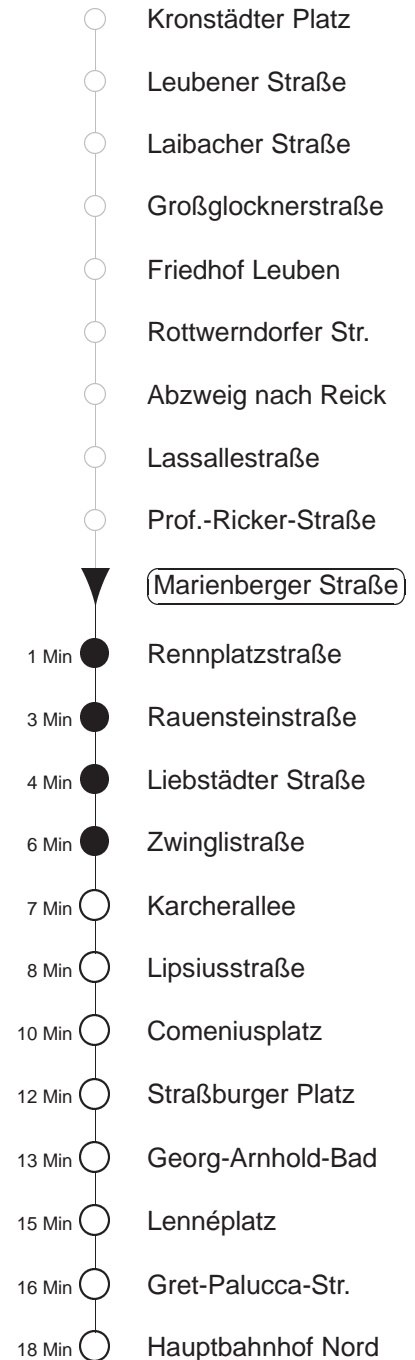 Kronstädter Platz
Leubener Straße
Laibacher Straße
Großglocknerstraße
Friedhof Leuben
Rottwerndorfer Str.
Abzweig nach Reick
Lassallestraße
Prof.-Ricker-Straße
Marienberger Straße
1 Min Rennplatzstraße
3 Min Rauensteinstraße
4 Min Liebstädter Straße
6 Min Zwinglistraße
7 Min Karcherallee
8 Min Lipsiusstraße
10 Min Comeniusplatz
12 Min Straßburger Platz
13 Min Georg-Arnhold-Bad
15 Min Lennéplatz
16 Min Gret-Palucca-Str.
18 Min Hauptbahnhof Nord